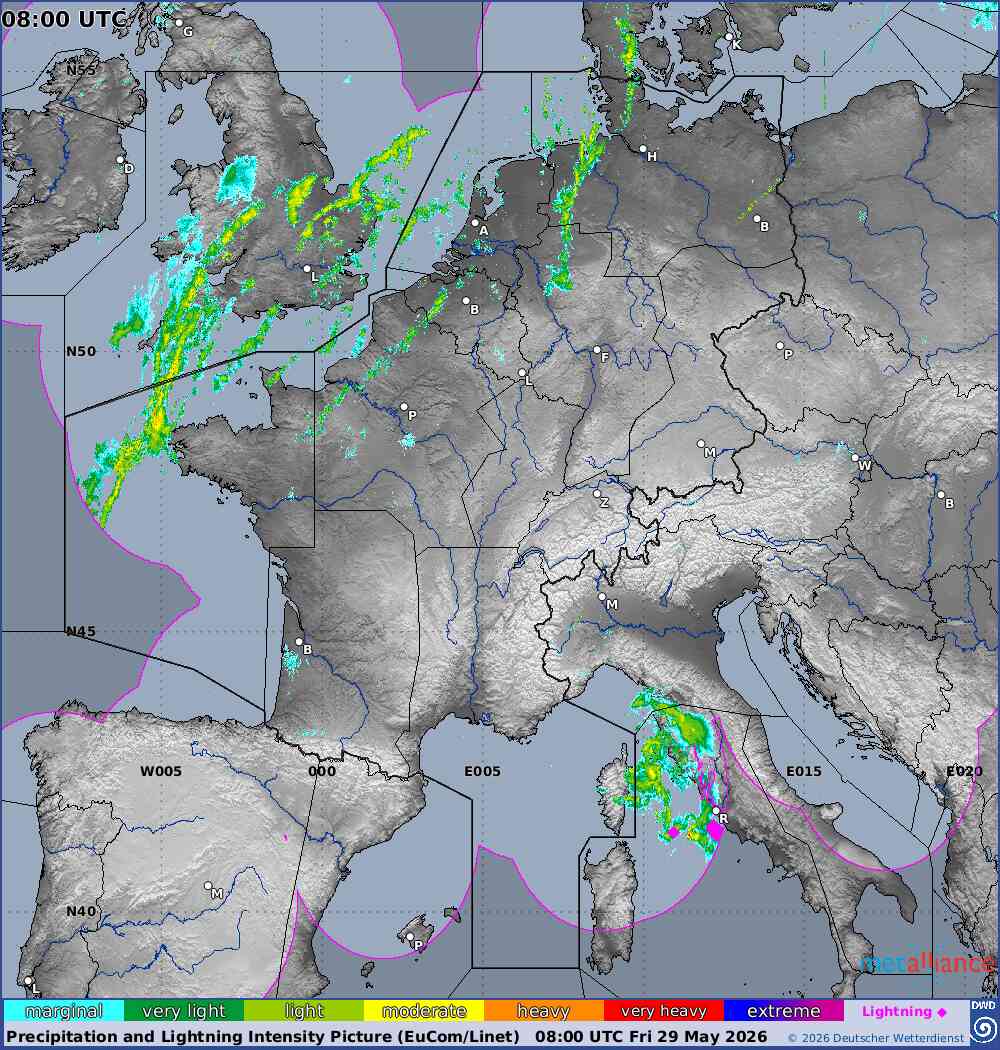 08:00 UTC
G
K
N55
D
H
A
B
L
B
N50
F
P
L
P
M
W
Z
B
M
N45
B
W005
000
E005
E015
E020
R
M
N40
P
L
metalliance
marginal very light light moderate heavy very heavy extreme Lightning ◆
DWD
Precipitation and Lightning Intensity Picture (EuCom/Linet) 08:00 UTC Fri 29 May 2026 © 2026 Deutscher Wetterdienst